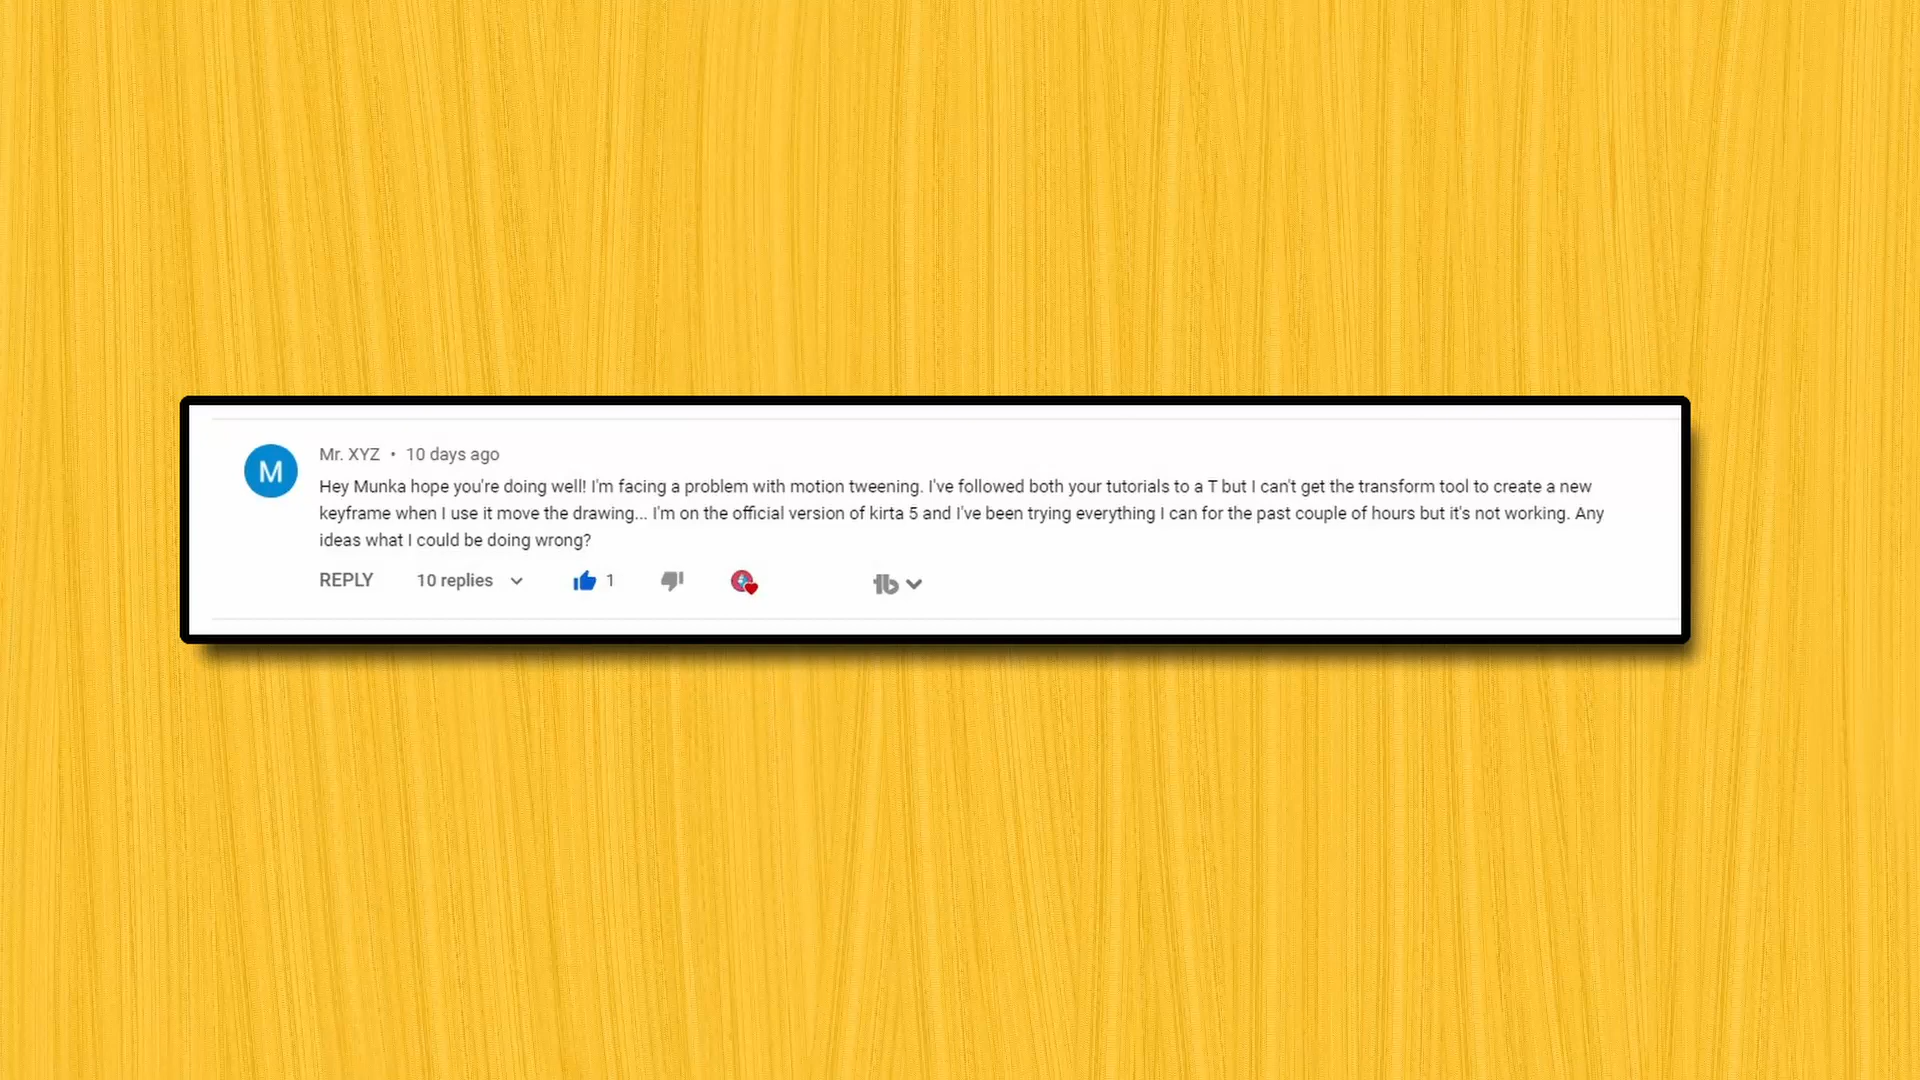 Mr. XYZ • 10 days ago
M
Hey Munka hope you're doing well! I'm facing a problem with motion tweening. I've followed both your tutorials to a T but I can't get the transform tool to create a new
keyframe when I use it move the drawing... I'm on the official version of kirta 5 and I've been trying everything I can for the past couple of hours but it's not working. Any
ideas what I could be doing wrong?
REPLY 10 replies 1 tb